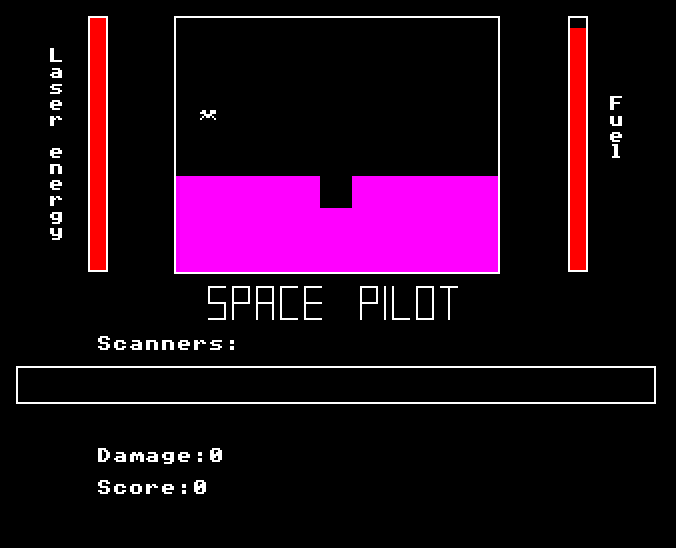 Laser energy
Fuel
SPACE PILOT
Scanners:
Damage:0
Score:0